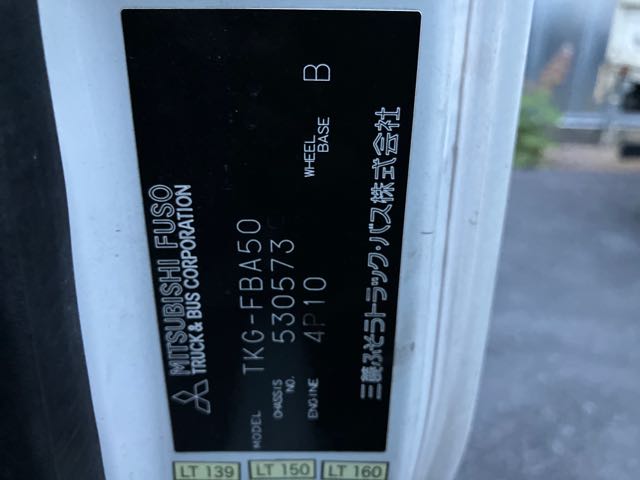 MITSUBISHI FUSO
TRUCK & BUS CORPORATION
MODEL TKG-FBA50
CHASSIS NO. 530573
ENGINE 4P10 WHEEL BASE B
三菱ふそうトラック・バス株式会社
LT 139 LT 150 LT 160